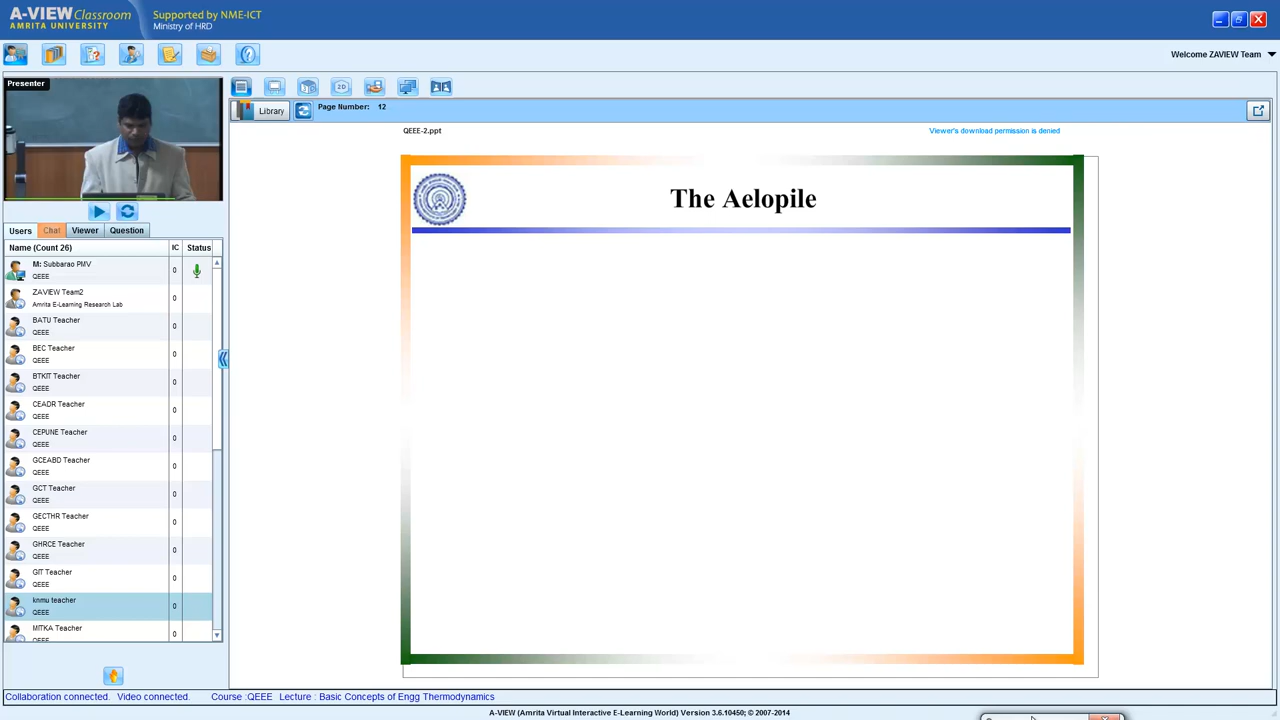 A-VIEW Classroom
AMRITA UNIVERSITY
Supported by NME-ICT
Ministry of HRD
Welcome ZAVIEW Team
Presenter
Library
Page Number: 12
QEEE-2.ppt
Viewer's download permission is denied
The Aelopile
Users Chat Viewer Question
Name (Count 26) IC Status
M: Subbarao PMV
QEEE
0
ZAVIEW Team2
Amrita E-Learning Research Lab
0
BATU Teacher
QEEE
0
BEC Teacher
QEEE
0
BTKIT Teacher
QEEE
0
CEADR Teacher
QEEE
0
CEPUNE Teacher
QEEE
0
GCEABD Teacher
QEEE
0
GCT Teacher
QEEE
0
GECTHR Teacher
QEEE
0
GHRCE Teacher
QEEE
0
GIT Teacher
QEEE
0
knmu teacher
QEEE
0
MITKA Teacher
QEEE
0
Collaboration connected. Video connected. Course :QEEE Lecture : Basic Concepts of Engg Thermodynamics
A-VIEW (Amrita Virtual Interactive E-Learning World) Version 3.6.10450; © 2007-2014